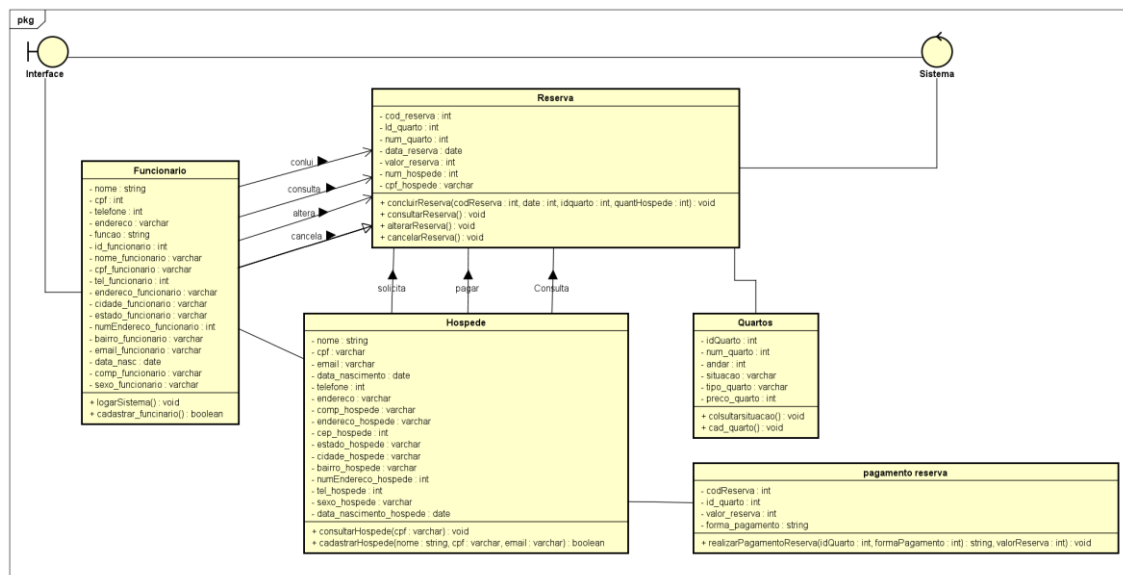 pkg
Interface
Sistema
Reserva
- cod_reserva : int
- Id_quarto : int
- num_quarto : int
- data_reserva : date
- valor_reserva : int
- num_hospede : int
- cpf_hospede : varchar
+ concluirReserva(codReserva : int, date : int, idquarto : int, quantHospede : int) : void
+ consultarReserva() : void
+ alterarReserva() : void
+ cancelarReserva() : void
conlui
consulta
altera
cancela
Funcionario
- nome : string
- cpf : int
- telefone : int
- endereco : varchar
- funcao : string
- id_funcionario : int
- nome_funcionario : varchar
- cpf_funcionario : varchar
- tel_funcionario : int
- endereco_funcionario : varchar
- cidade_funcionario : varchar
- estado_funcionario : varchar
- numEndereco_funcionario : int
- bairro_funcionario : varchar
- email_funcionario : varchar
- data_nasc : date
- comp_funcionario : varchar
- sexo_funcionario : varchar
+ logarSistema() : void
+ cadastrar_funcinario() : boolean
solicita
pagar
Consulta
Hospede
- nome : string
- cpf : varchar
- email : varchar
- data_nascimento : date
- telefone : int
- endereco : varchar
- comp_hospede : varchar
- endereco_hospede : varchar
- cep_hospede : int
- estado_hospede : varchar
- cidade_hospede : varchar
- bairro_hospede : varchar
- numEndereco_hospede : int
- tel_hospede : int
- sexo_hospede : varchar
- data_nascimento_hospede : date
+ consultarHospede(cpf : varchar) : void
+ cadastrarHospede(nome : string, cpf : varchar, email : varchar) : boolean
Quartos
- idQuarto : int
- num_quarto : int
- andar : int
- situacao : varchar
- tipo_quarto : varchar
- preco_quarto : int
+ colsultarsituacao() : void
+ cad_quarto() : void
pagamento reserva
- codReserva : int
- id_quarto : int
- valor_reserva : int
- forma_pagamento : string
+ realizarPagamentoReserva(idQuarto : int, formaPagamento : int) : string, valorReserva : int) : void